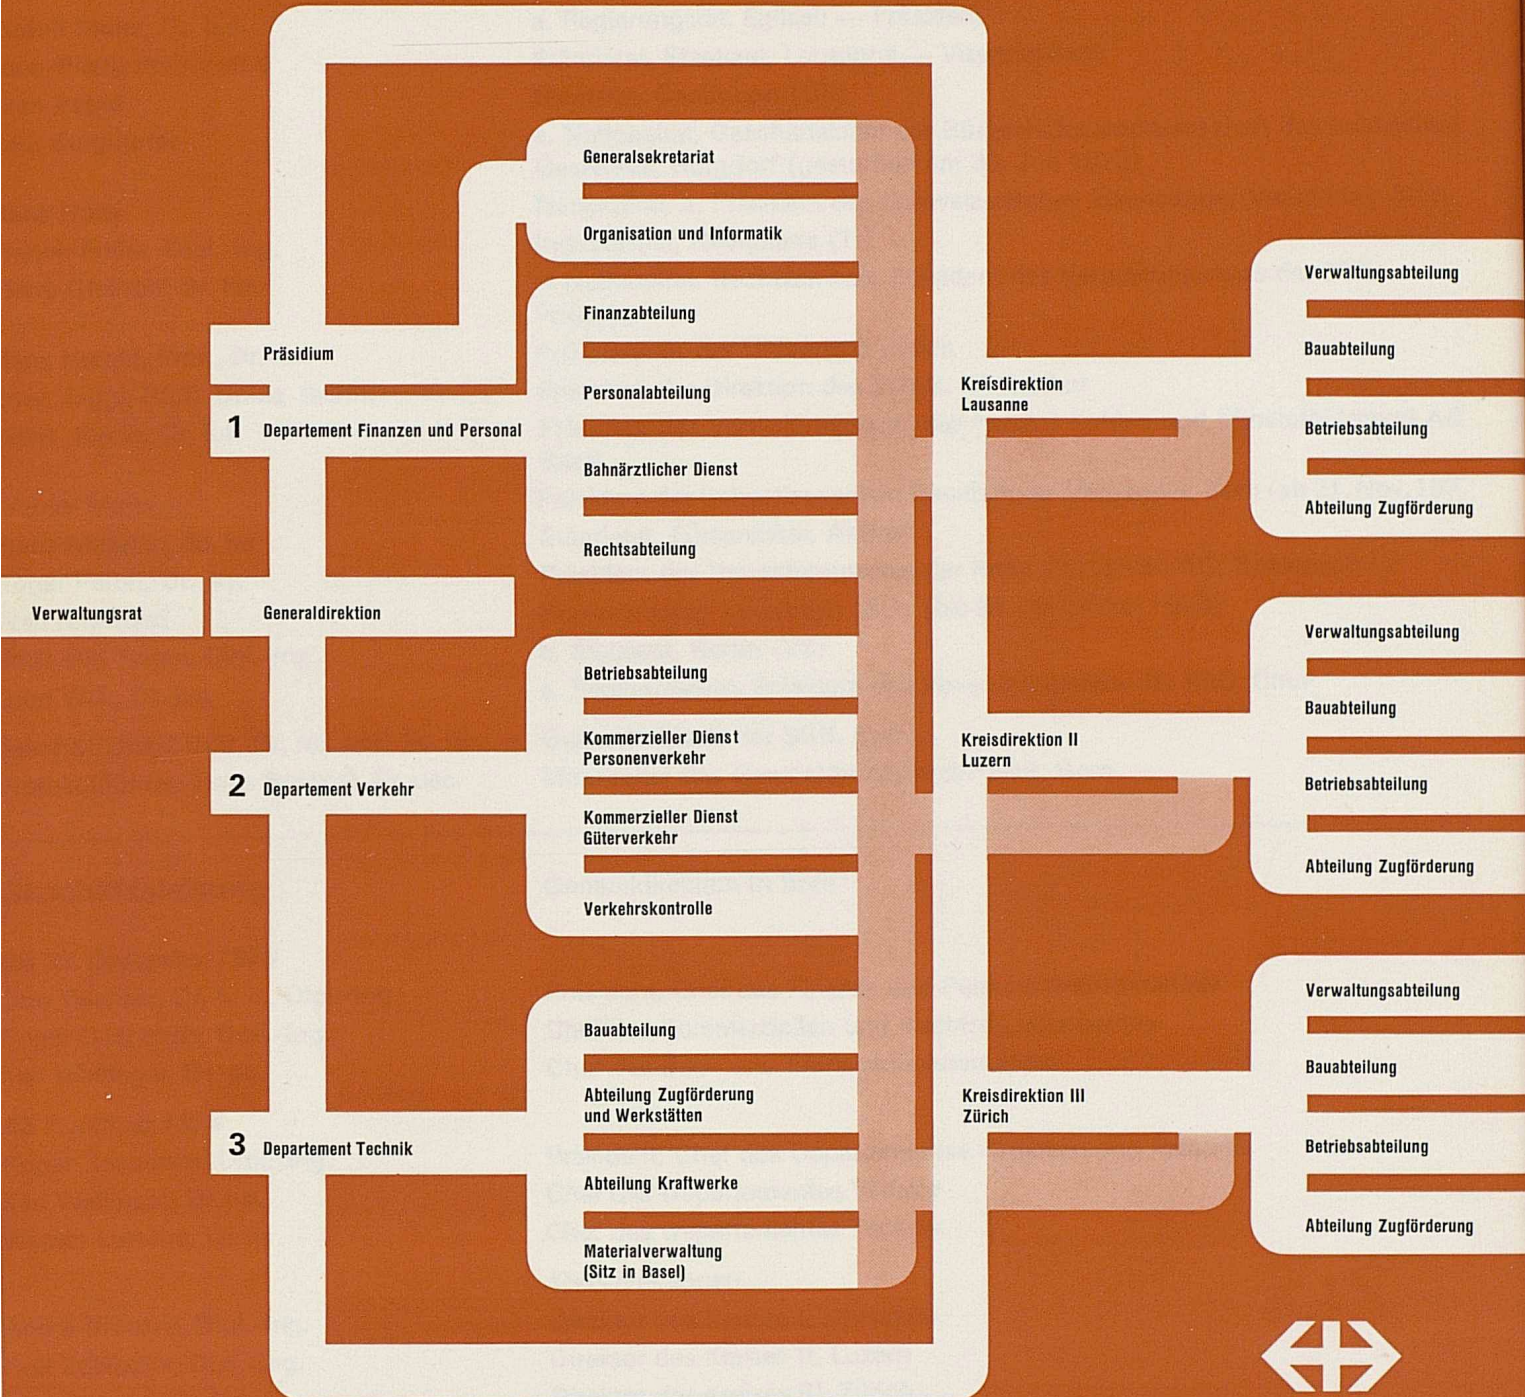 Verwaltungsrat
Generaldirektion
Präsidium
Generalsekretariat
Organisation und Informatik
1 Departement Finanzen und Personal
Finanzabteilung
Personalabteilung
Bahnärztlicher Dienst
Rechtsabteilung
2 Departement Verkehr
Betriebsabteilung
Kommerzieller Dienst
Personenverkehr
Kommerzieller Dienst
Güterverkehr
Verkehrskontrolle
3 Departement Technik
Bauabteilung
Abteilung Zugförderung
und Werkstätten
Abteilung Kraftwerke
Materialverwaltung
(Sitz in Basel)
Kreisdirektion
Lausanne
Verwaltungsabteilung
Bauabteilung
Betriebsabteilung
Abteilung Zugförderung
Kreisdirektion II
Luzern
Verwaltungsabteilung
Bauabteilung
Betriebsabteilung
Abteilung Zugförderung
Kreisdirektion III
Zürich
Verwaltungsabteilung
Bauabteilung
Betriebsabteilung
Abteilung Zugförderung